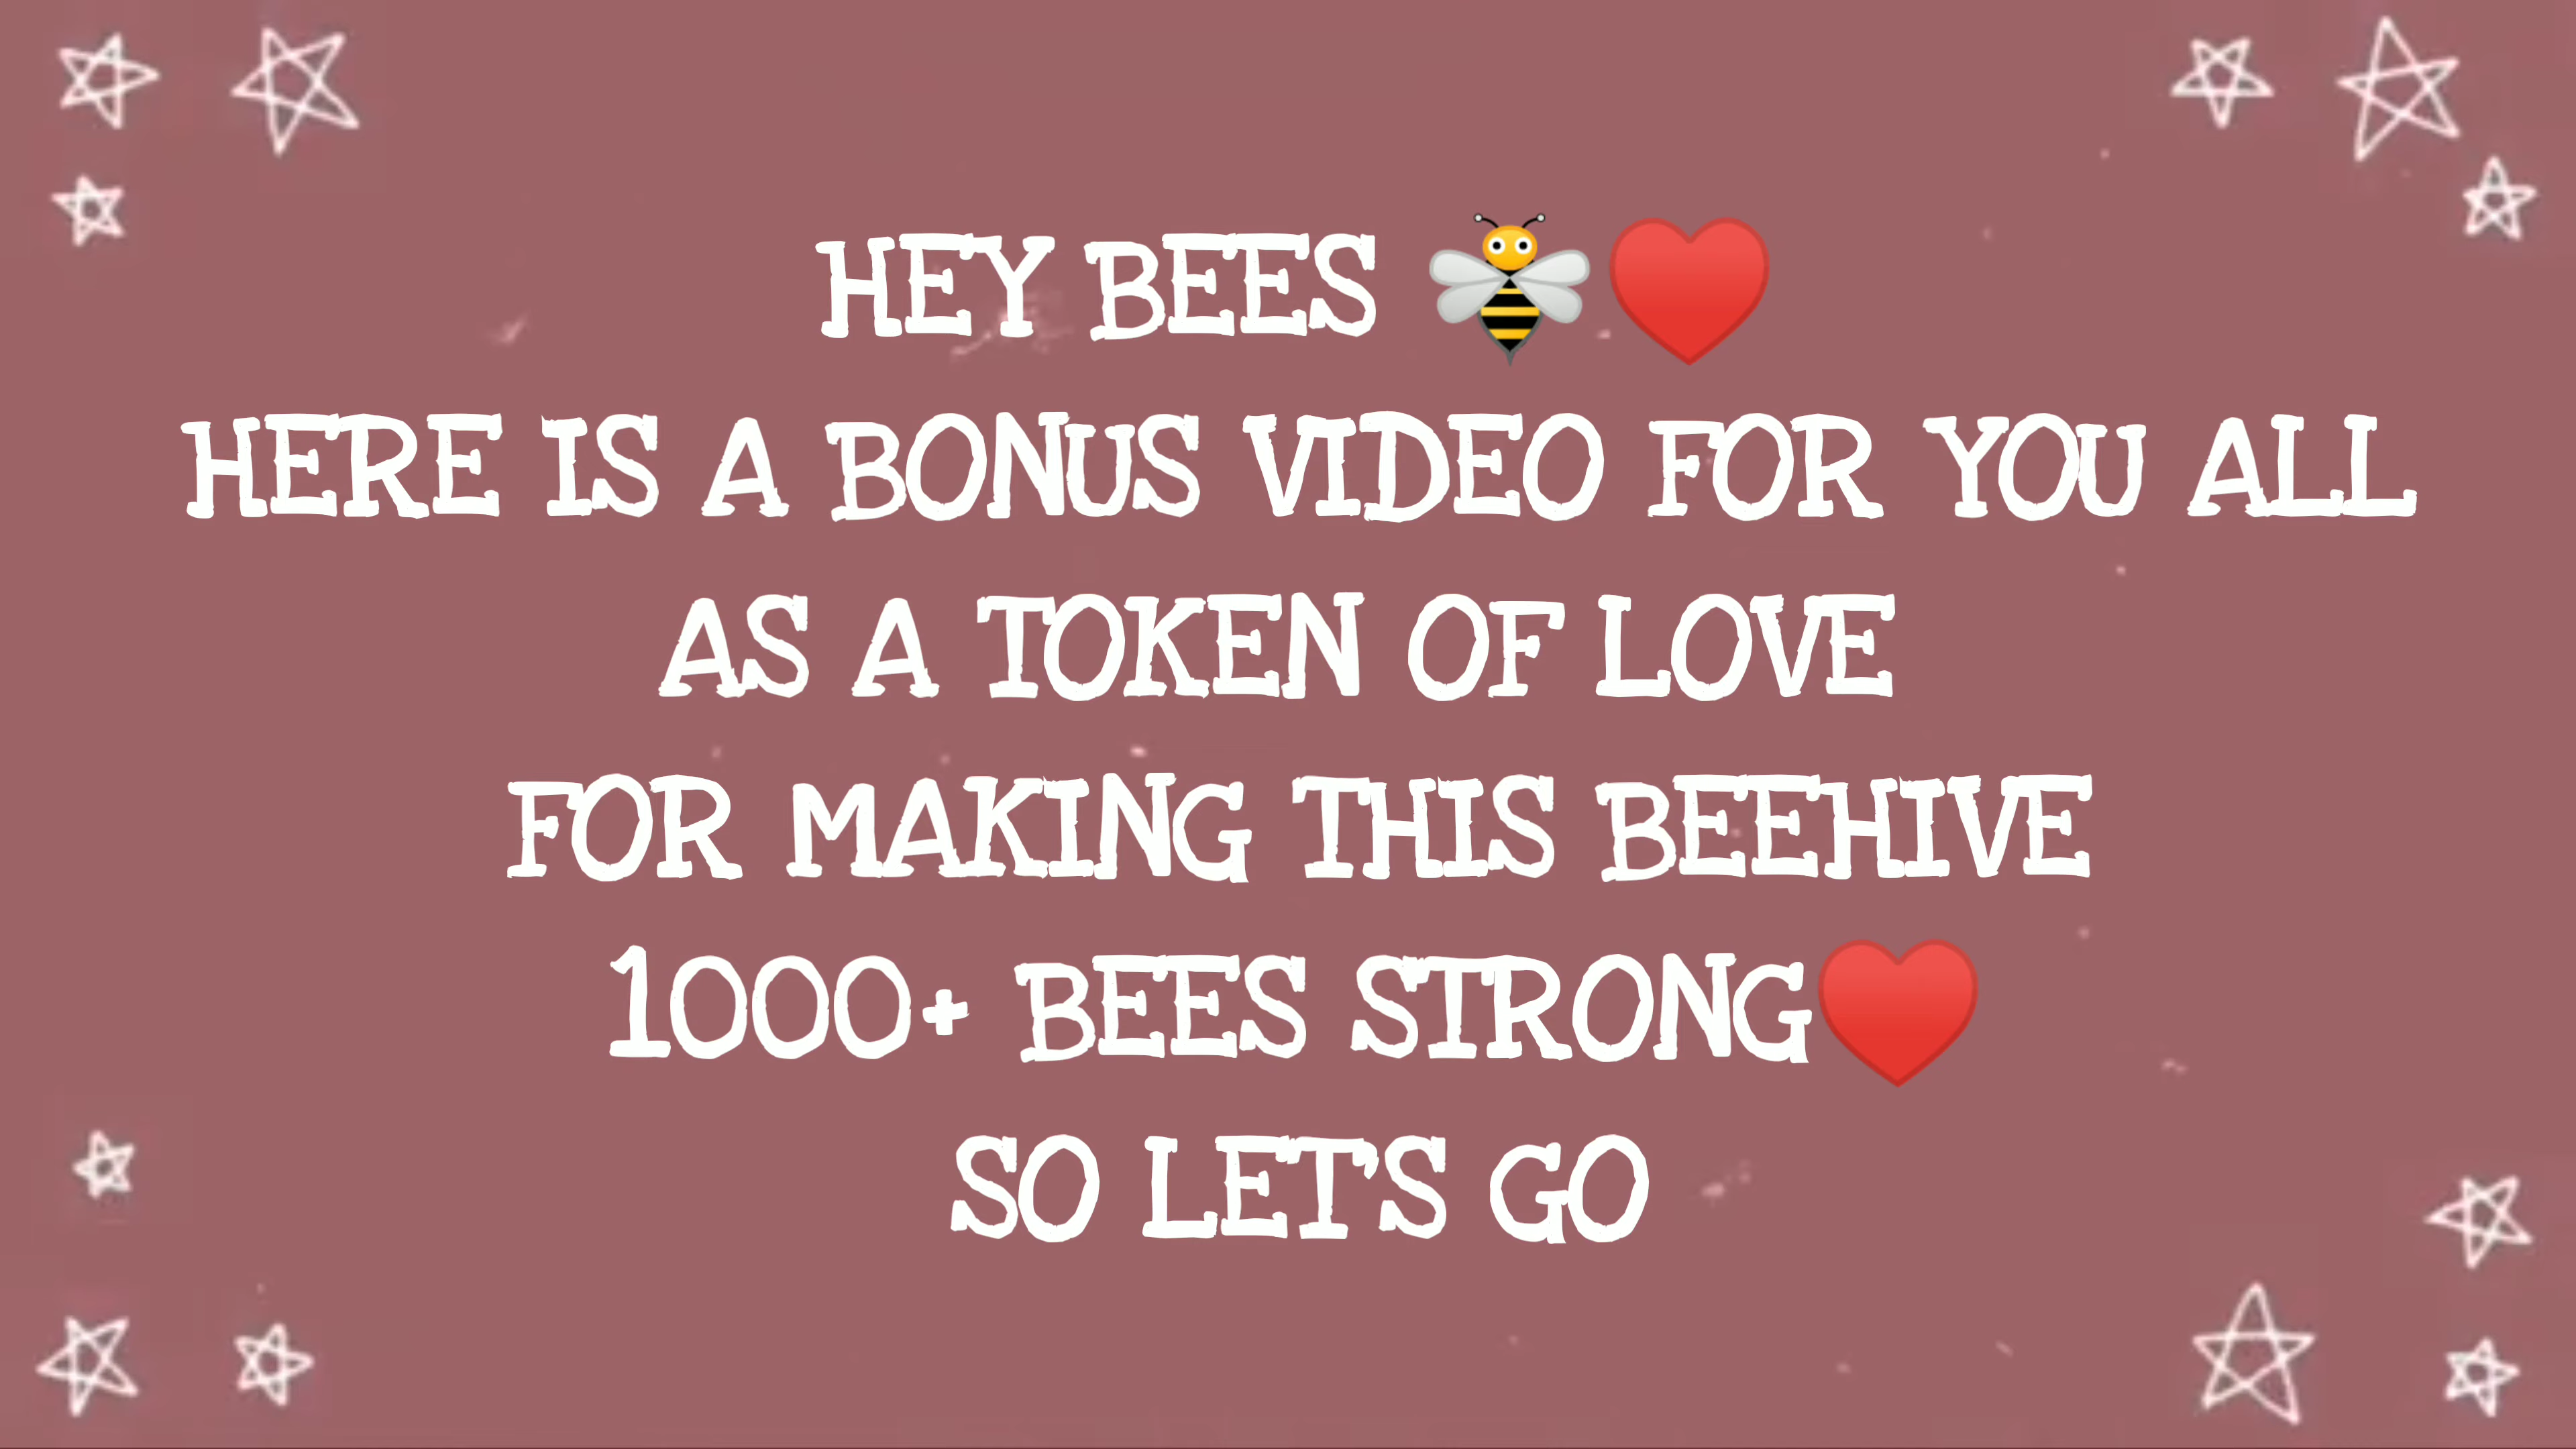 HEY BEES 🐝♥️
HERE IS A BONUS VIDEO FOR YOU ALL
AS A TOKEN OF LOVE
FOR MAKING THIS BEEHIVE
1000+ BEES STRONG♥️
SO LET'S GO